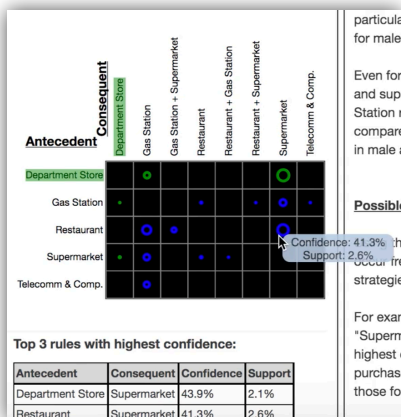 Consequent
Antecedent
Department Store
Gas Station
Gas Station + Supermarket
Restaurant
Restaurant + Gas Station
Restaurant + Supermarket
Supermarket
Telecomm & Comp.
Department Store
Gas Station
Restaurant
Supermarket
Telecomm & Comp.
Confidence: 41.3%
Support: 2.6%
Top 3 rules with highest confidence:
Antecedent Consequent Confidence Support
Department Store Supermarket 43.9% 2.1%
Restaurant Supermarket 41.3% 2.6%
for male
Even for
and sup
Station
compare
in male a
strategie
For exar
"Superm
highest
purchas
those fo